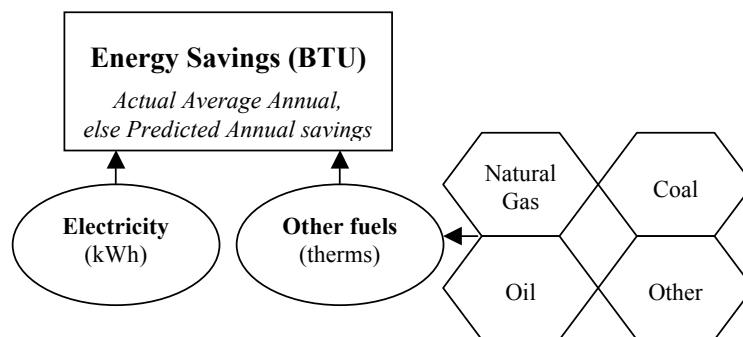 Energy Savings (BTU)
Actual Average Annual,
else Predicted Annual savings
Electricity
(kWh)
Other fuels
(therms)
Natural
Gas
Coal
Oil
Other